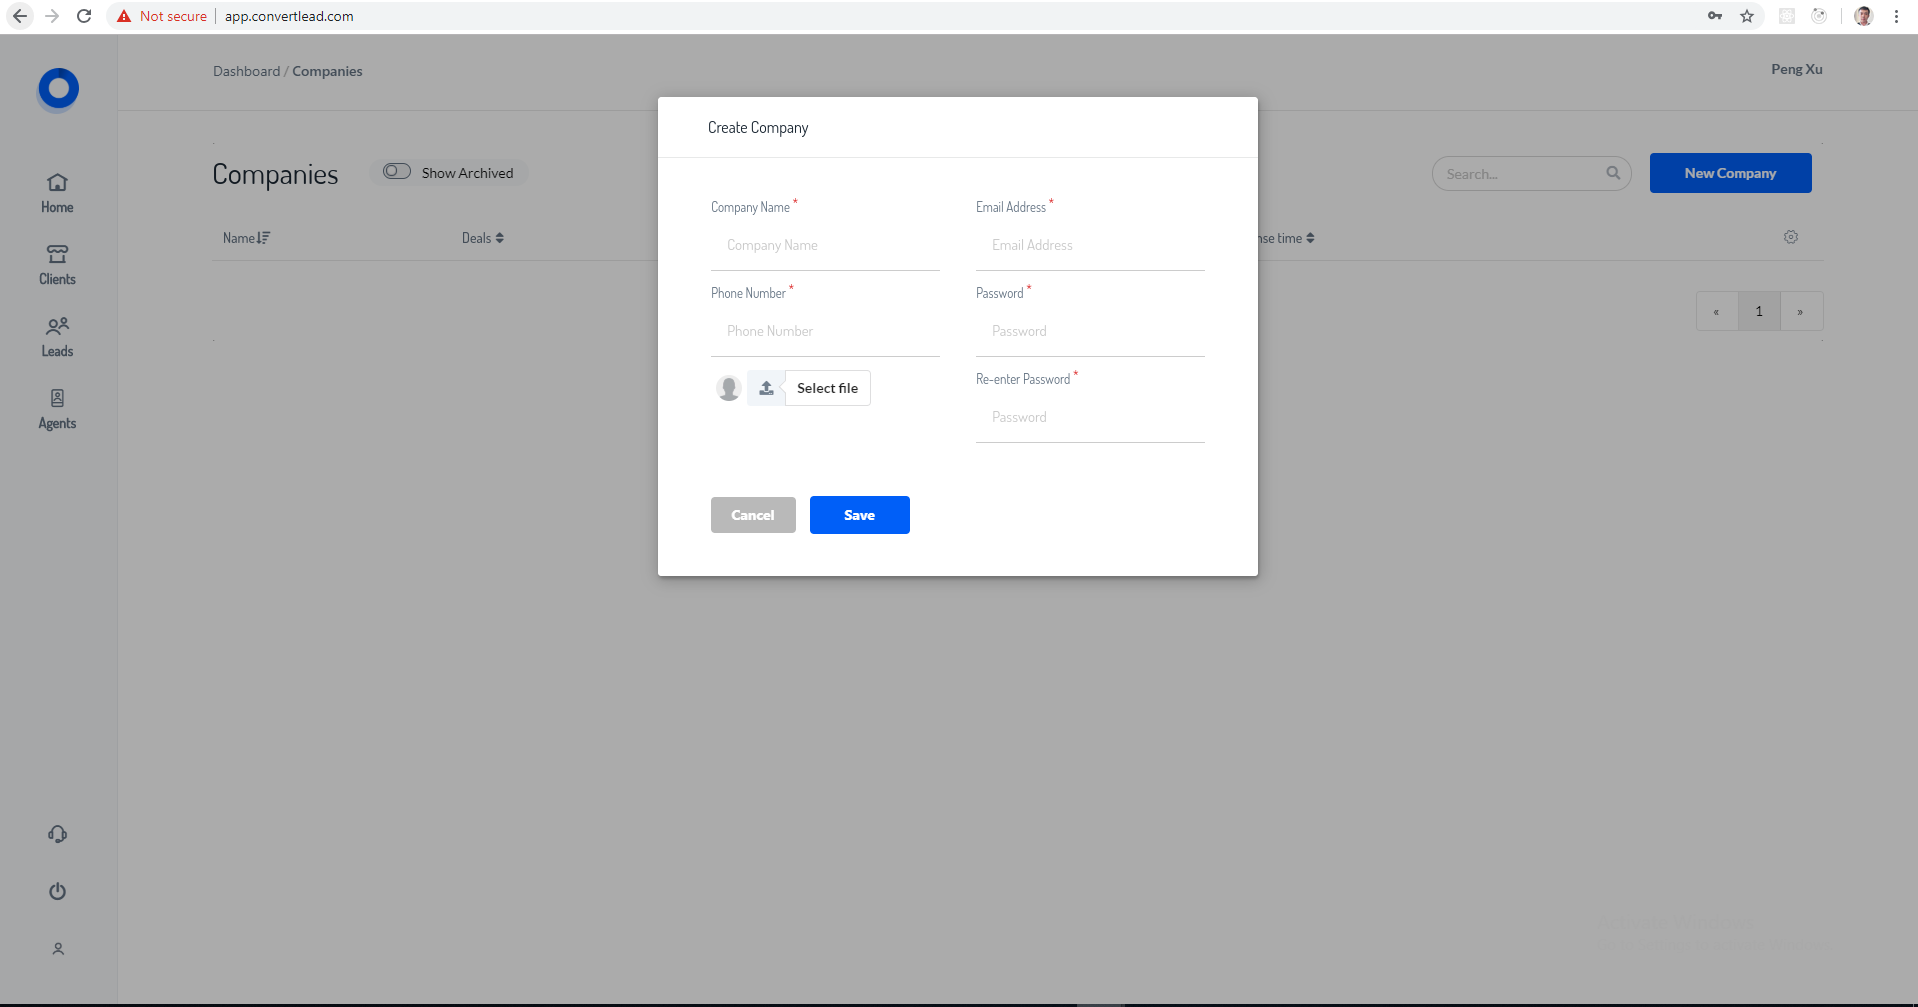 Not secure app.convertlead.com
Dashboard / Companies
Peng Xu
Create Company
Companies
Show Archived
Search...
New Company
Home
Clients
Leads
Agents
Name
Deals
nse time
« 1 »
Company Name *
Company Name
Email Address *
Email Address
Phone Number *
Phone Number
Password *
Password
Select file
Re-enter Password *
Password
Cancel
Save